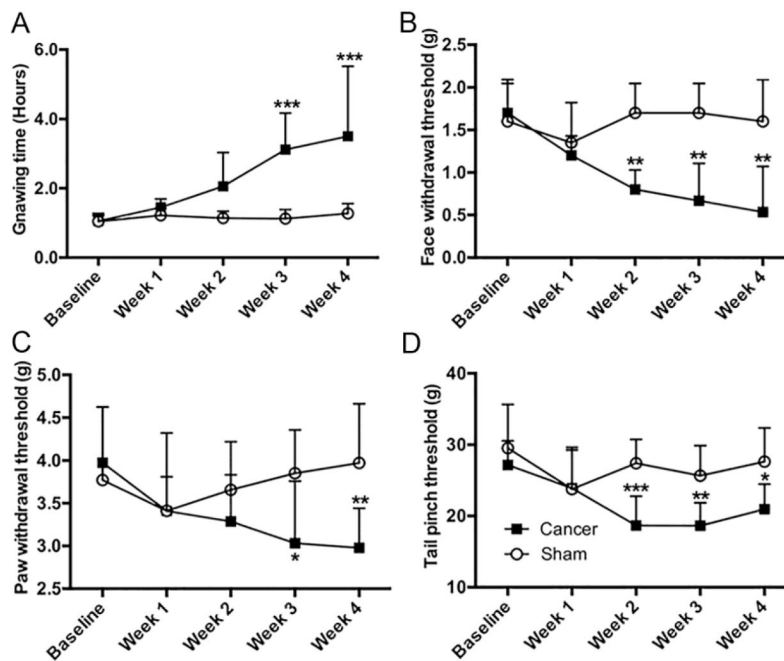 A
Gnawing time (Hours)
6.0
4.0
2.0
0.0
***
***
Baseline
Week 1
Week 2
Week 3
Week 4
B
Face withdrawal threshold (g)
2.5
2.0
1.5
1.0
0.5
0.0
**
**
**
Baseline
Week 1
Week 2
Week 3
Week 4
C
Paw withdrawal threshold (g)
5.0
4.5
4.0
3.5
3.0
2.5
*
**
Baseline
Week 1
Week 2
Week 3
Week 4
D
Tail pinch threshold (g)
40
30
20
10
***
**
*
Cancer
Sham
Baseline
Week 1
Week 2
Week 3
Week 4